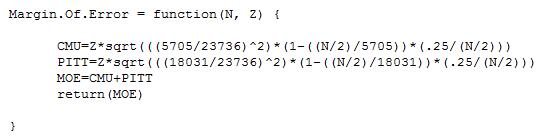 Margin.Of.Error = function(N, Z) {
CMU=Z*sqrt(((5705/23736)^2)*(1-((N/2)/5705))*(.25/(N/2)))
PITT=Z*sqrt(((18031/23736)^2)*(1-((N/2)/18031))*(.25/(N/2)))
MOE=CMU+PITT
return(MOE)
}